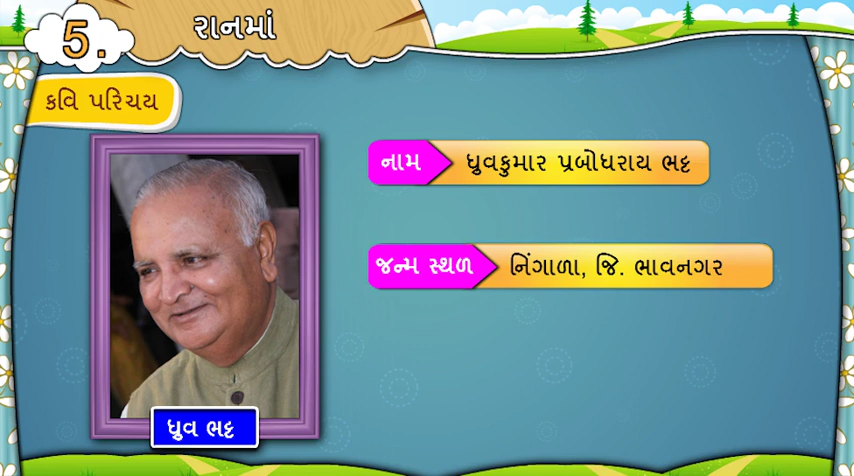 5.
રાનમાં
કવિ પરિચય
નામ
ધ્રુવકુમાર પ્રબોધરાય ભટ્ટ
જન્મ સ્થળ
નિંગાળા, જિ. ભાવનગર
ધ્રુવ ભટ્ટ